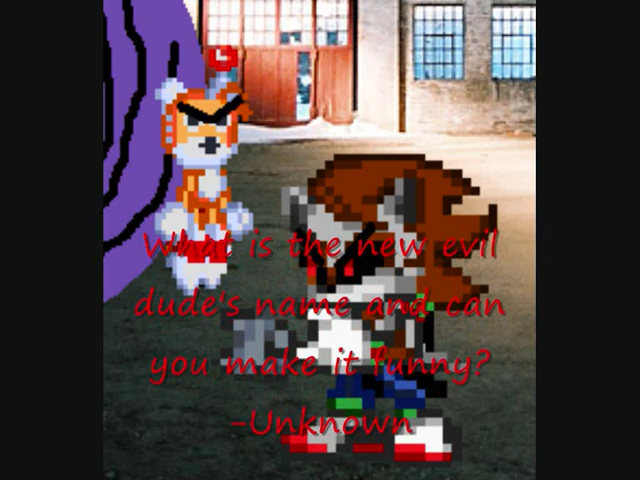 What is the new evil
dude's name and can
you make it funny?
-Unknown